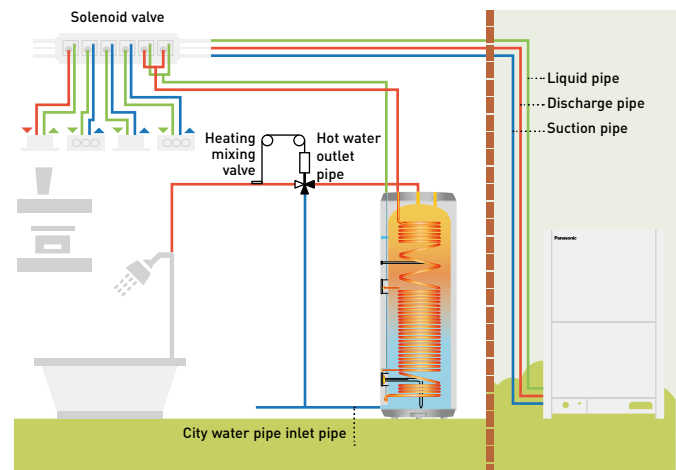 Solenoid valve
Liquid pipe
Discharge pipe
Suction pipe
Heating
mixing
valve
Hot water
outlet
pipe
Panasonic
City water pipe inlet pipe